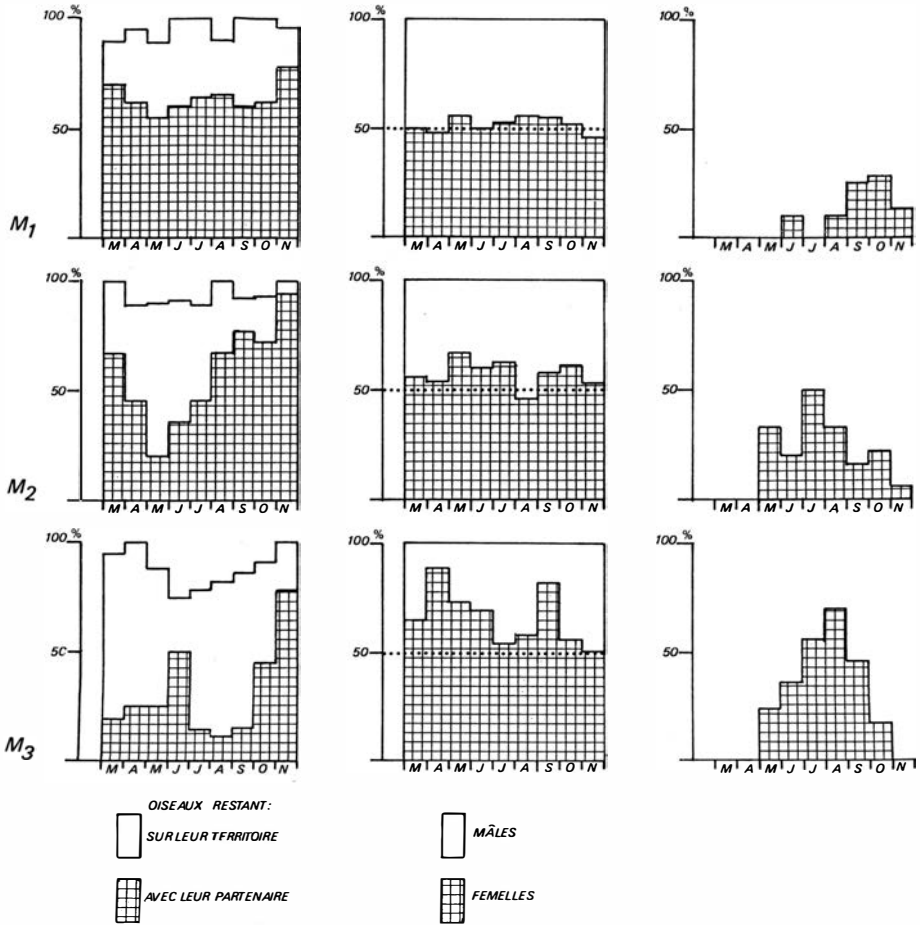 100 % 100 % 100 %
50 50 50
M1
M A M J J A S O N M A M J J A S O N M A M J J A S O N
100 % 100 % 100 %
50 50 50
M2
M A M J J A S O N M A M J J A S O N M A M J J A S O N
100 % 100 % 100 %
50 50 50
M3
M A M J J A S O N M A M J J A S O N M A M J J A S O N
OISEAUX RESTANT:
SUR LEUR TERRITOIRE MÂLES
AVEC LEUR PARTENAIRE FEMELLES